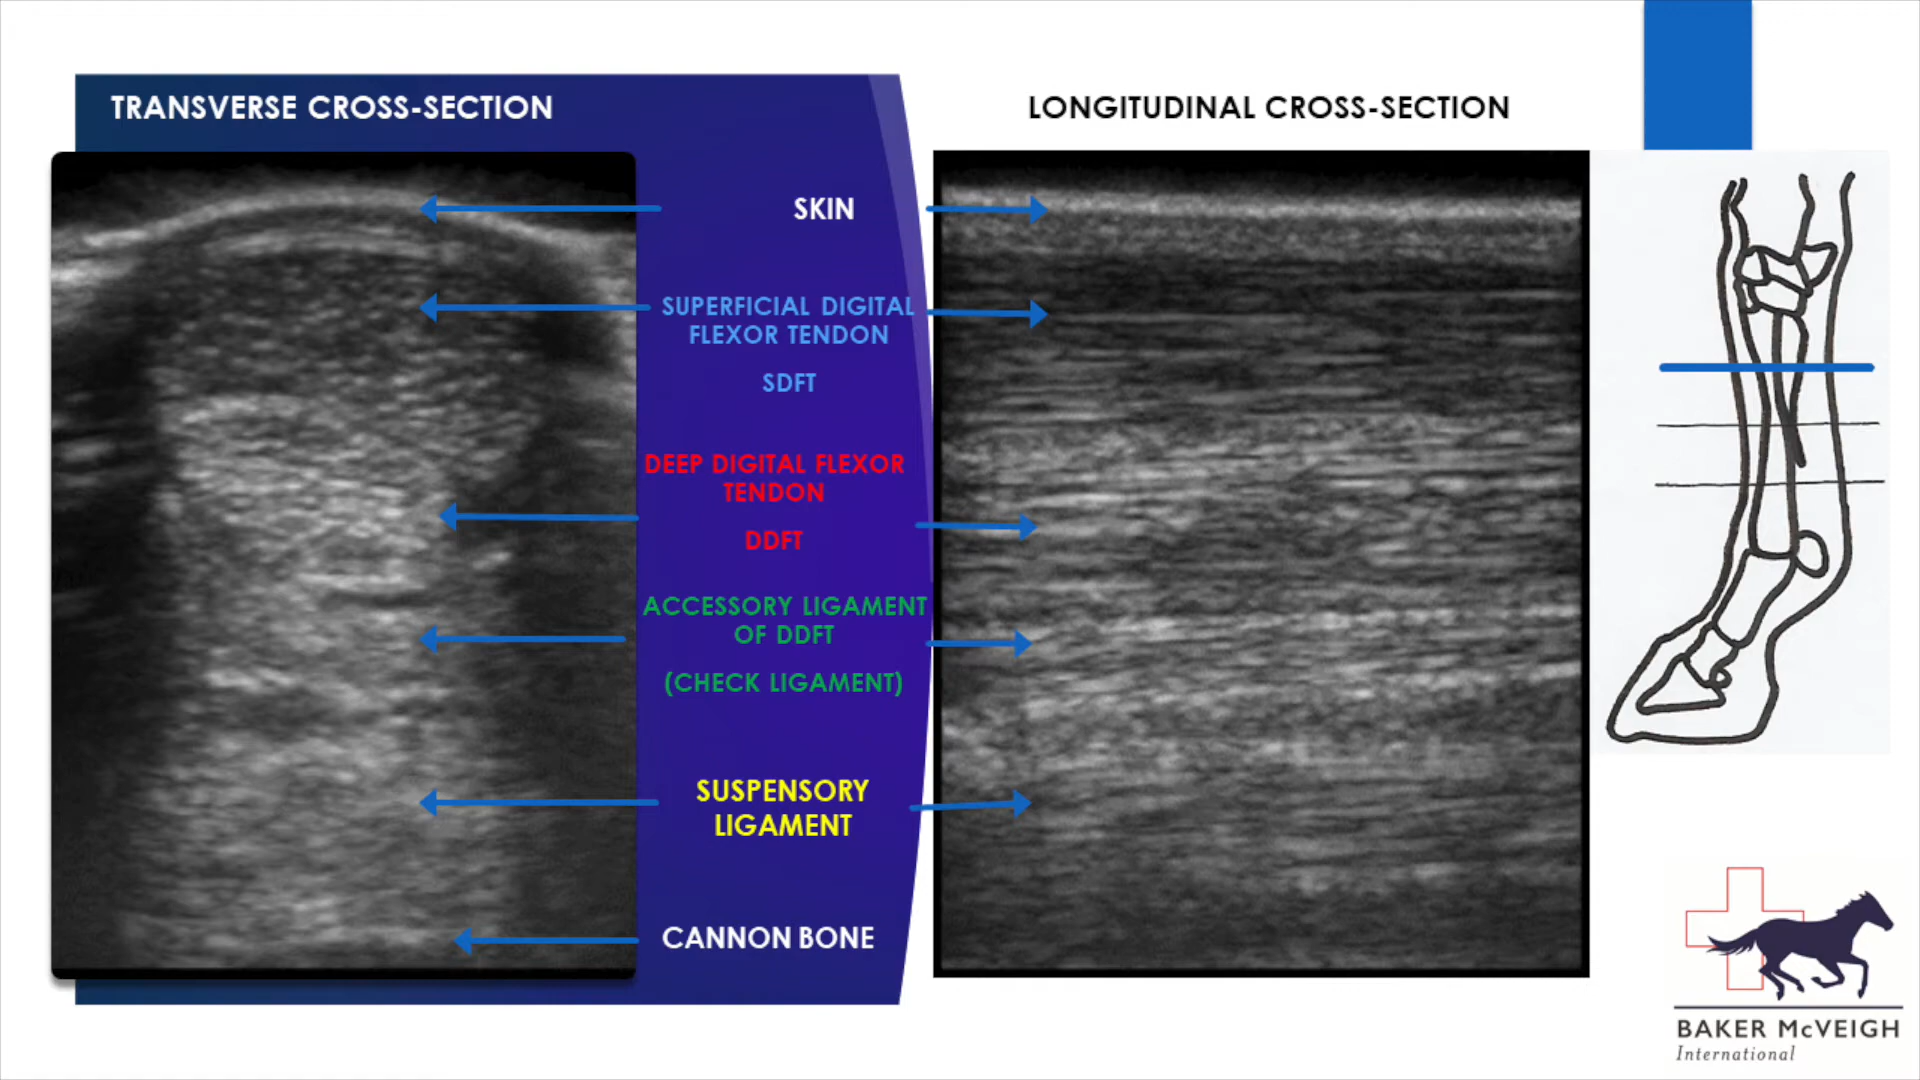 TRANSVERSE CROSS-SECTION
LONGITUDINAL CROSS-SECTION
SKIN
SUPERFICIAL DIGITAL
FLEXOR TENDON
SDFT
DEEP DIGITAL FLEXOR
TENDON
DDFT
ACCESSORY LIGAMENT
OF DDFT
(CHECK LIGAMENT)
SUSPENSORY
LIGAMENT
CANNON BONE
BAKER McVEIGH
International